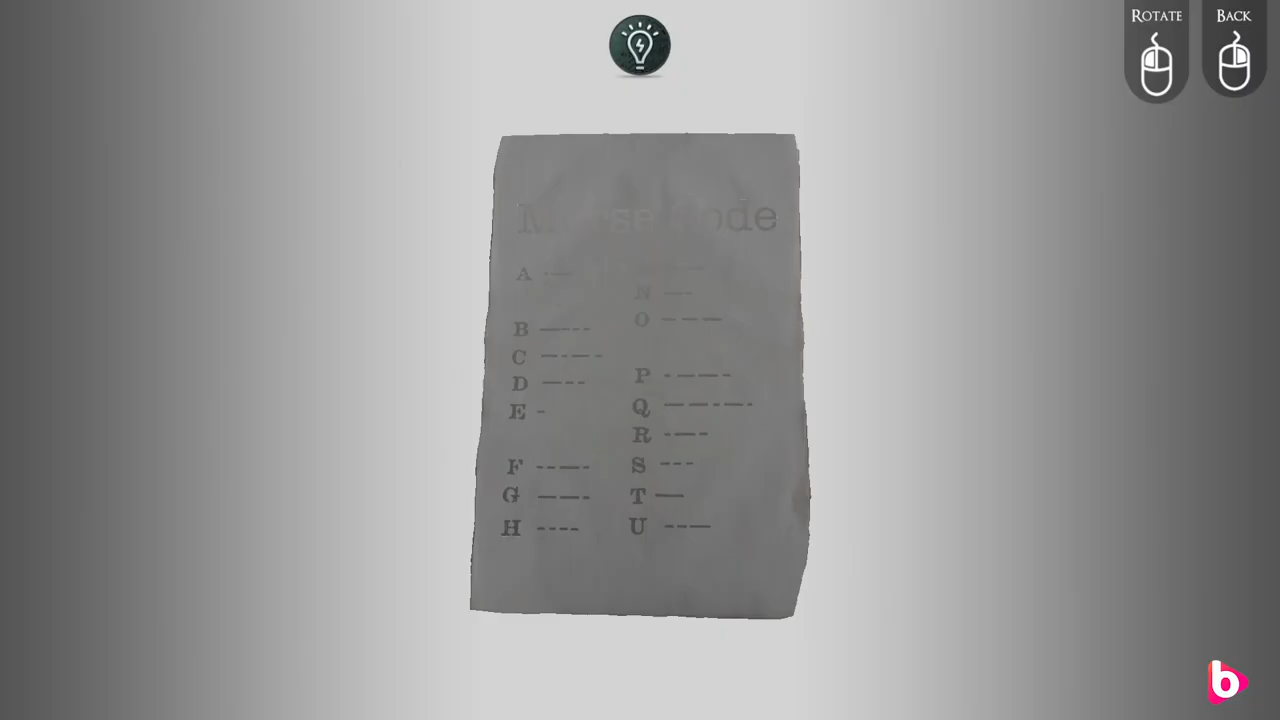 ROTATE BACK
Morse Code
A ·—
N —·
O — — —
B —···
C —·—·
D —··
E ·
P ·——·
Q ——·—
R ·—·
S ···
T —
U ··—
F ··—·
G ——·
H ····
b